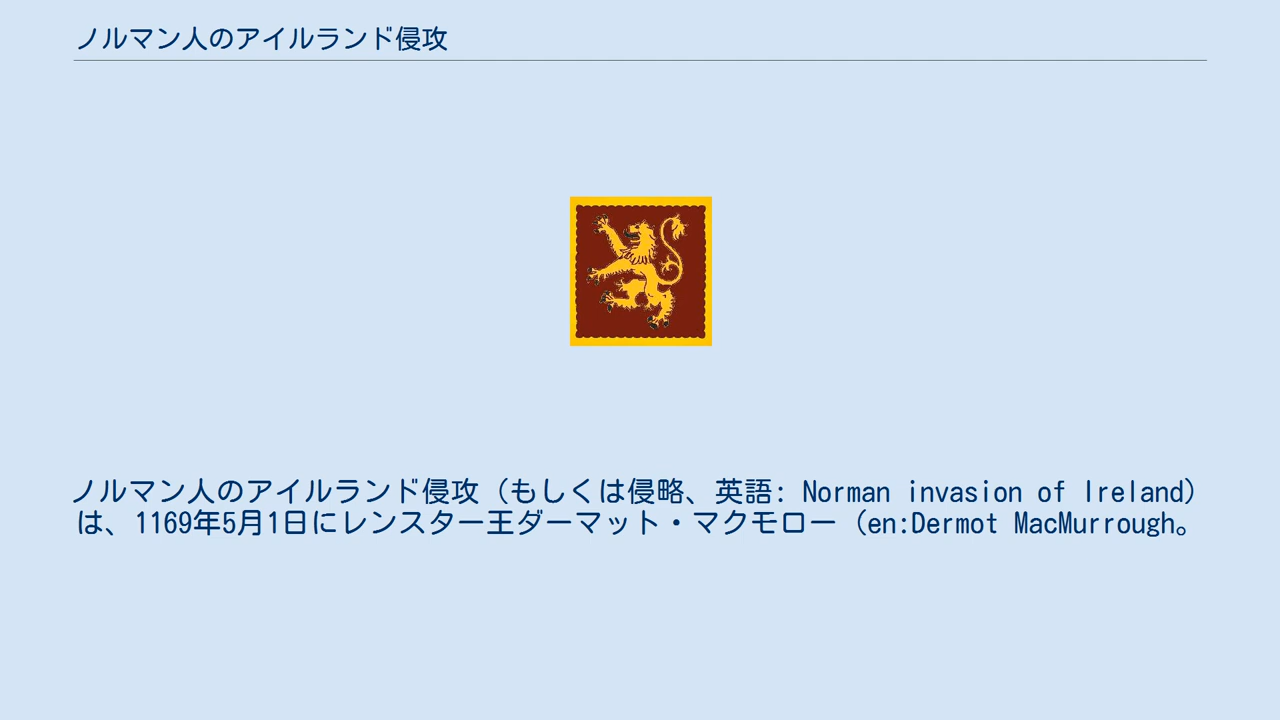 ノルマン人のアイルランド侵攻
ノルマン人のアイルランド侵攻（もしくは侵略、英語: Norman invasion of Ireland）
は、1169年5月1日にレンスター王ダーマット・マクモロー（en:Dermot MacMurrough。